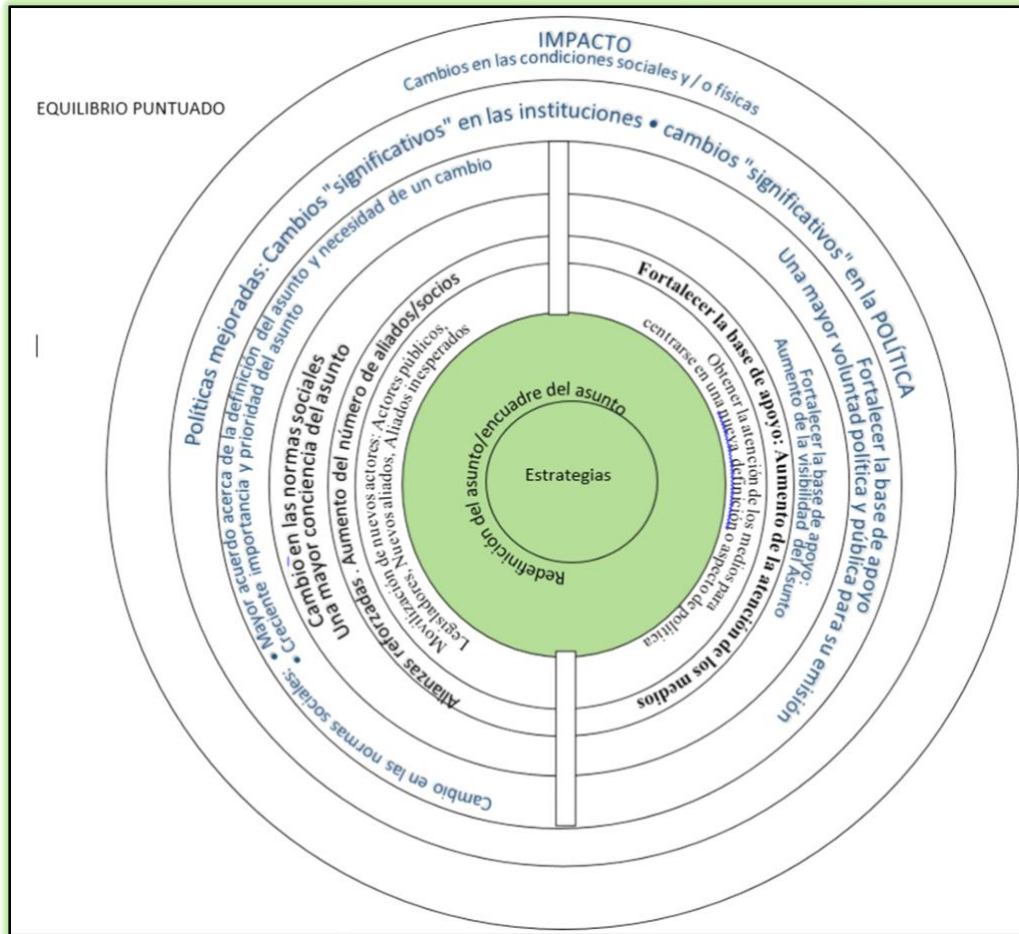 EQUILIBRIO PUNTUADO
IMPACTO
Cambios en las condiciones sociales y / o físicas
Políticas mejoradas: Cambios "significativos" en las instituciones • cambios "significativos" en la POLÍTICA
Cambio en las normas sociales: • Mayor acuerdo acerca de la definición del asunto y necesidad de un cambio
• Creciente importancia y prioridad del asunto
Cambio en las normas sociales
Una mayor conciencia del asunto
Alianzas reforzadas · Aumento del número de aliados/socios
Movilización de nuevos actores: Actores públicos,
Legisladores, Nuevos aliados, Aliados inesperados
Fortalecer la base de apoyo
Una mayor voluntad política y pública para su emisión
Fortalecer la base de apoyo:
Aumento de la visibilidad del Asunto
Fortalecer la base de apoyo: Aumento de la atención de los medios
Obtener la atención de los medios para
centrarse en una nueva definición o aspecto de política
Redefinición del asunto/encuadre del asunto
Estrategias